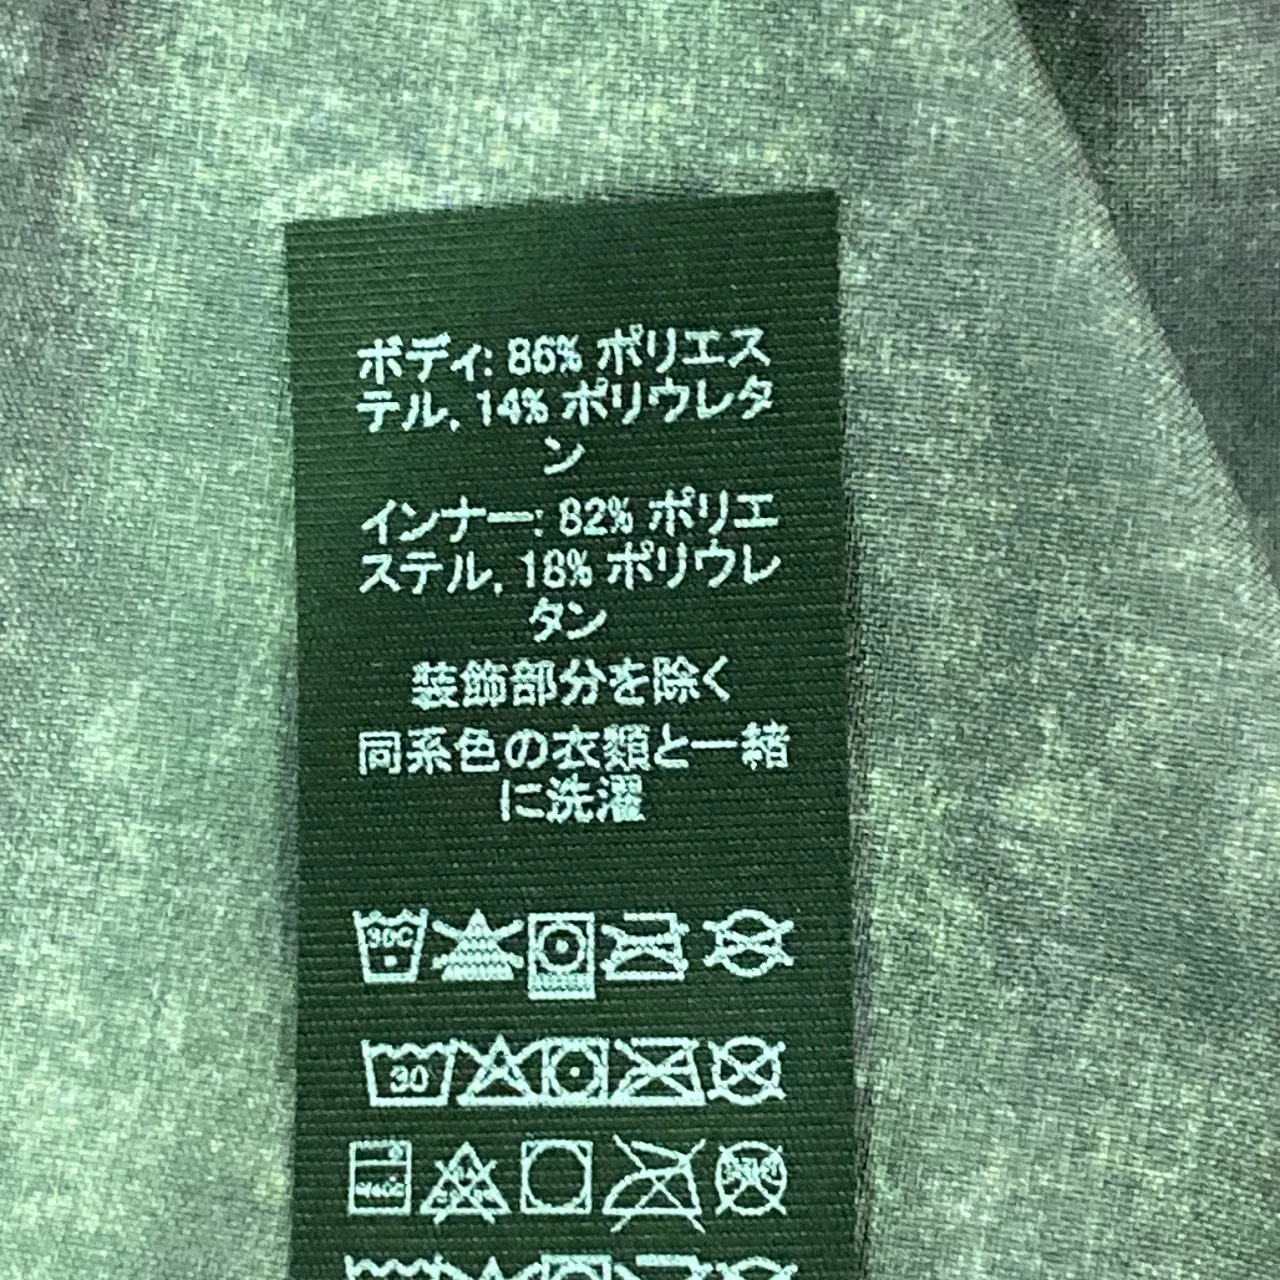 ボディ: 86% ポリエス
テル, 14% ポリウレタ
ン
インナー: 82% ポリエ
ステル, 18% ポリウレ
タン
装飾部分を除く
同系色の衣類と一緒
に洗濯
30C
30